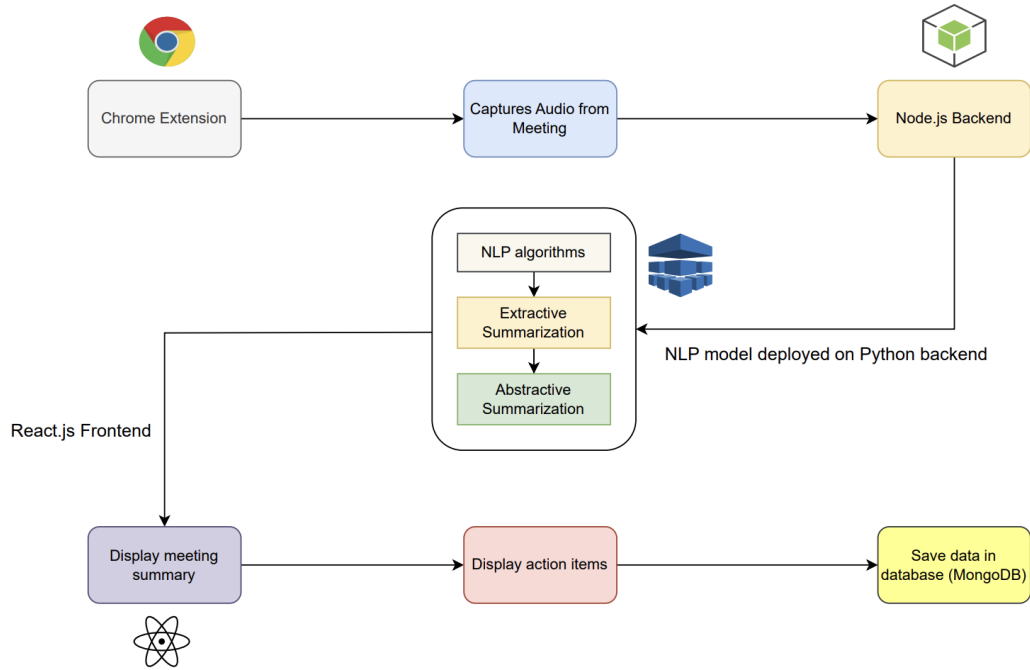 Chrome Extension
Captures Audio from
Meeting
Node.js Backend
NLP algorithms
Extractive
Summarization
Abstractive
Summarization
NLP model deployed on Python backend
React.js Frontend
Display meeting
summary
Display action items
Save data in
database (MongoDB)